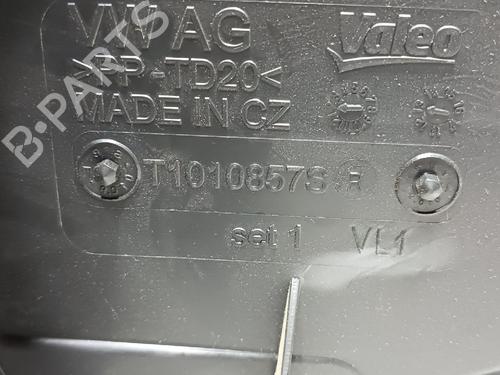 VW AG
Valeo
>PP-TD20<
MADE IN CZ
T1010857S R
set 1 VL1
B-PARTS